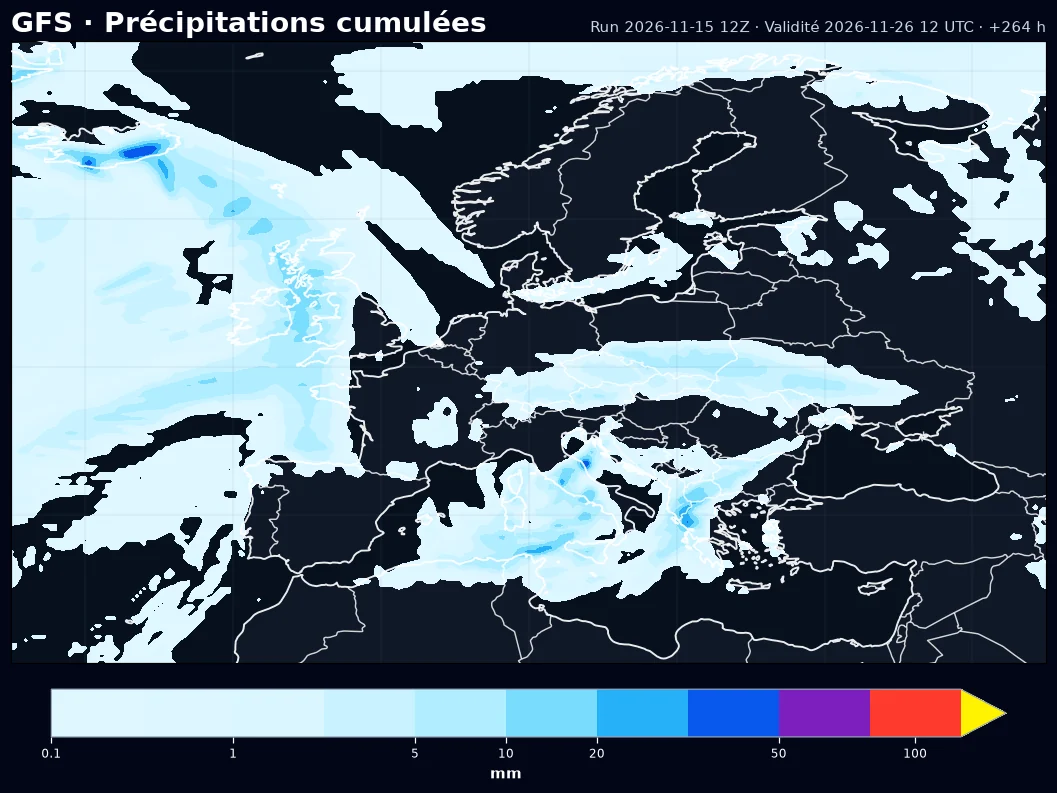 GFS · Précipitations cumulées
Run 2026-11-15 12Z · Validité 2026-11-26 12 UTC · +264 h
0.1 1 5 10 20 50 100
mm